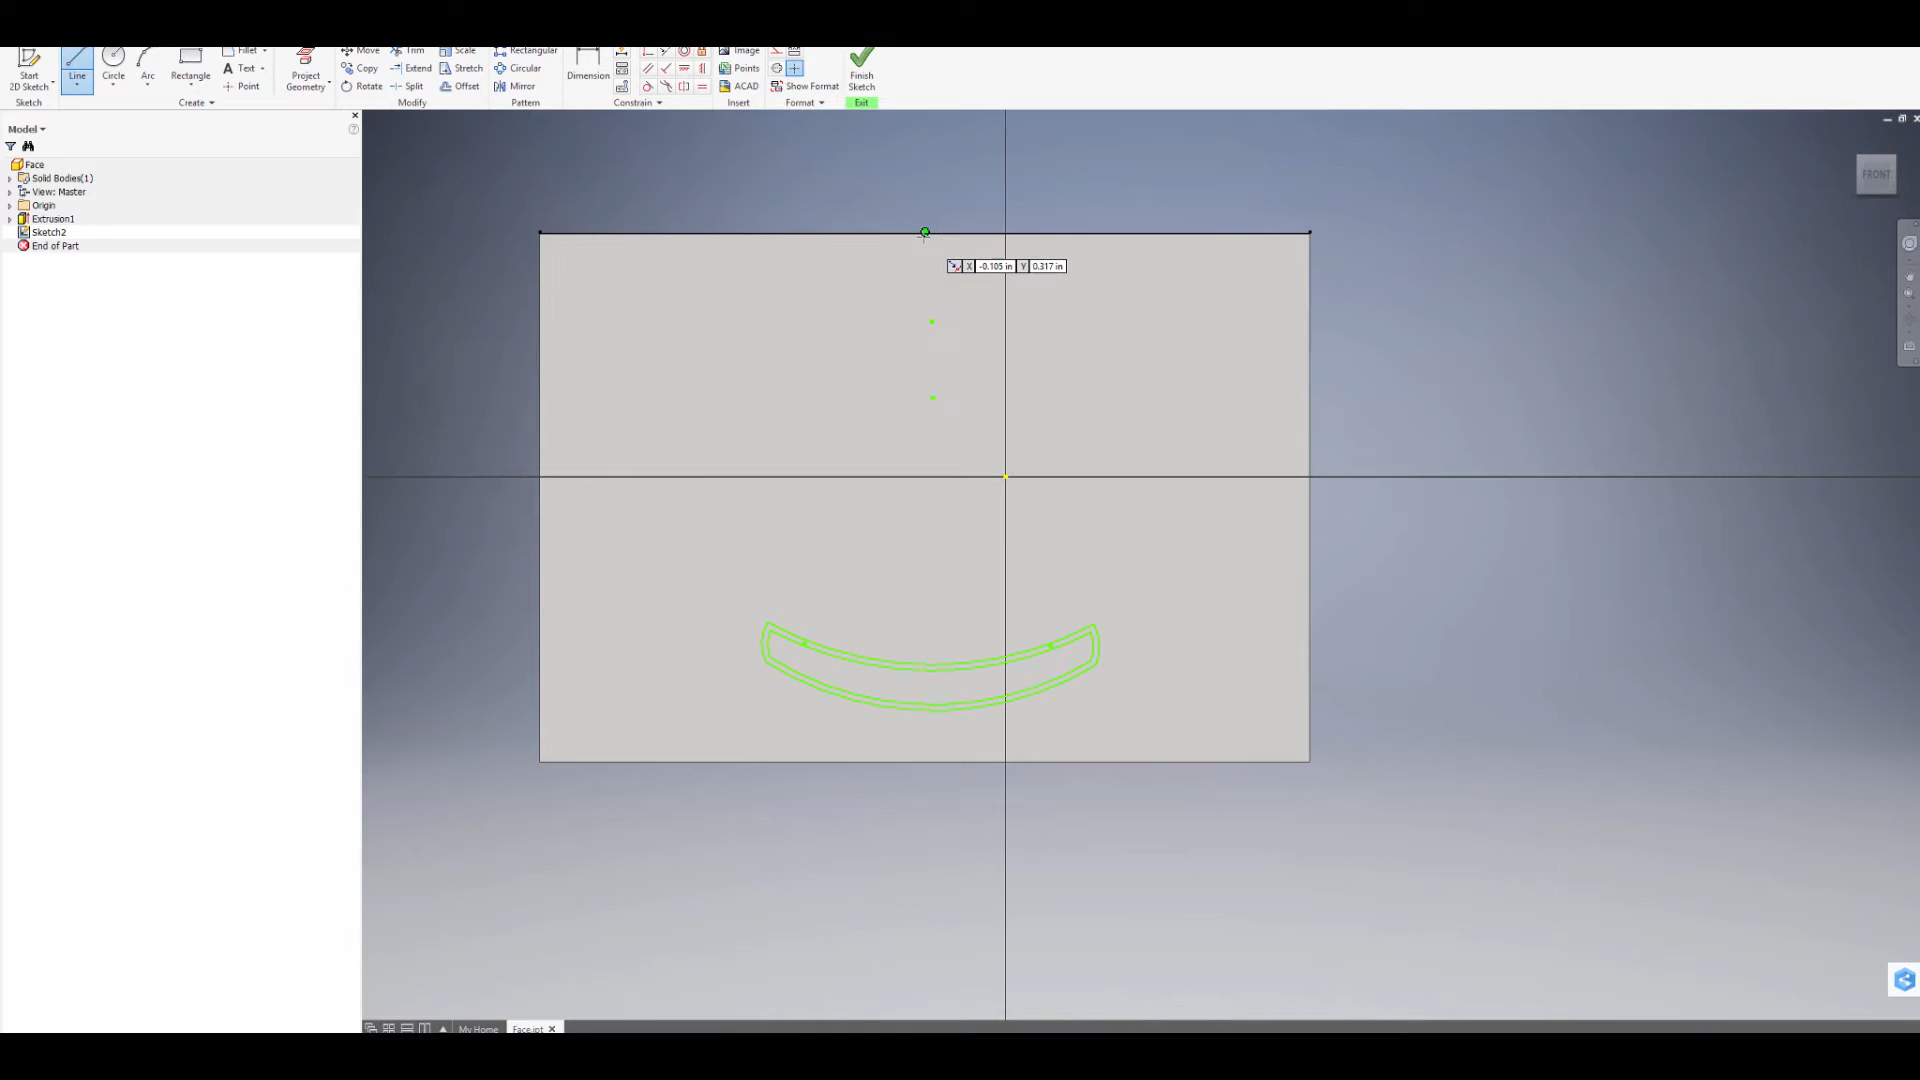 Start
2D Sketch
Line
Circle
Arc
Rectangle
Fillet
Text
Point
Project
Geometry
Move
Copy
Rotate
Trim
Extend
Split
Scale
Stretch
Offset
Rectangular
Circular
Mirror
Dimension
Image
Points
ACAD
Show Format
Finish
Sketch
Sketch
Create
Modify
Pattern
Constrain
Insert
Format
Exit
Model
Face
Solid Bodies(1)
View: Master
Origin
Extrusion1
Sketch2
End of Part
FRONT
X -0.105 in Y 0.317 in
My Home
Face.ipt